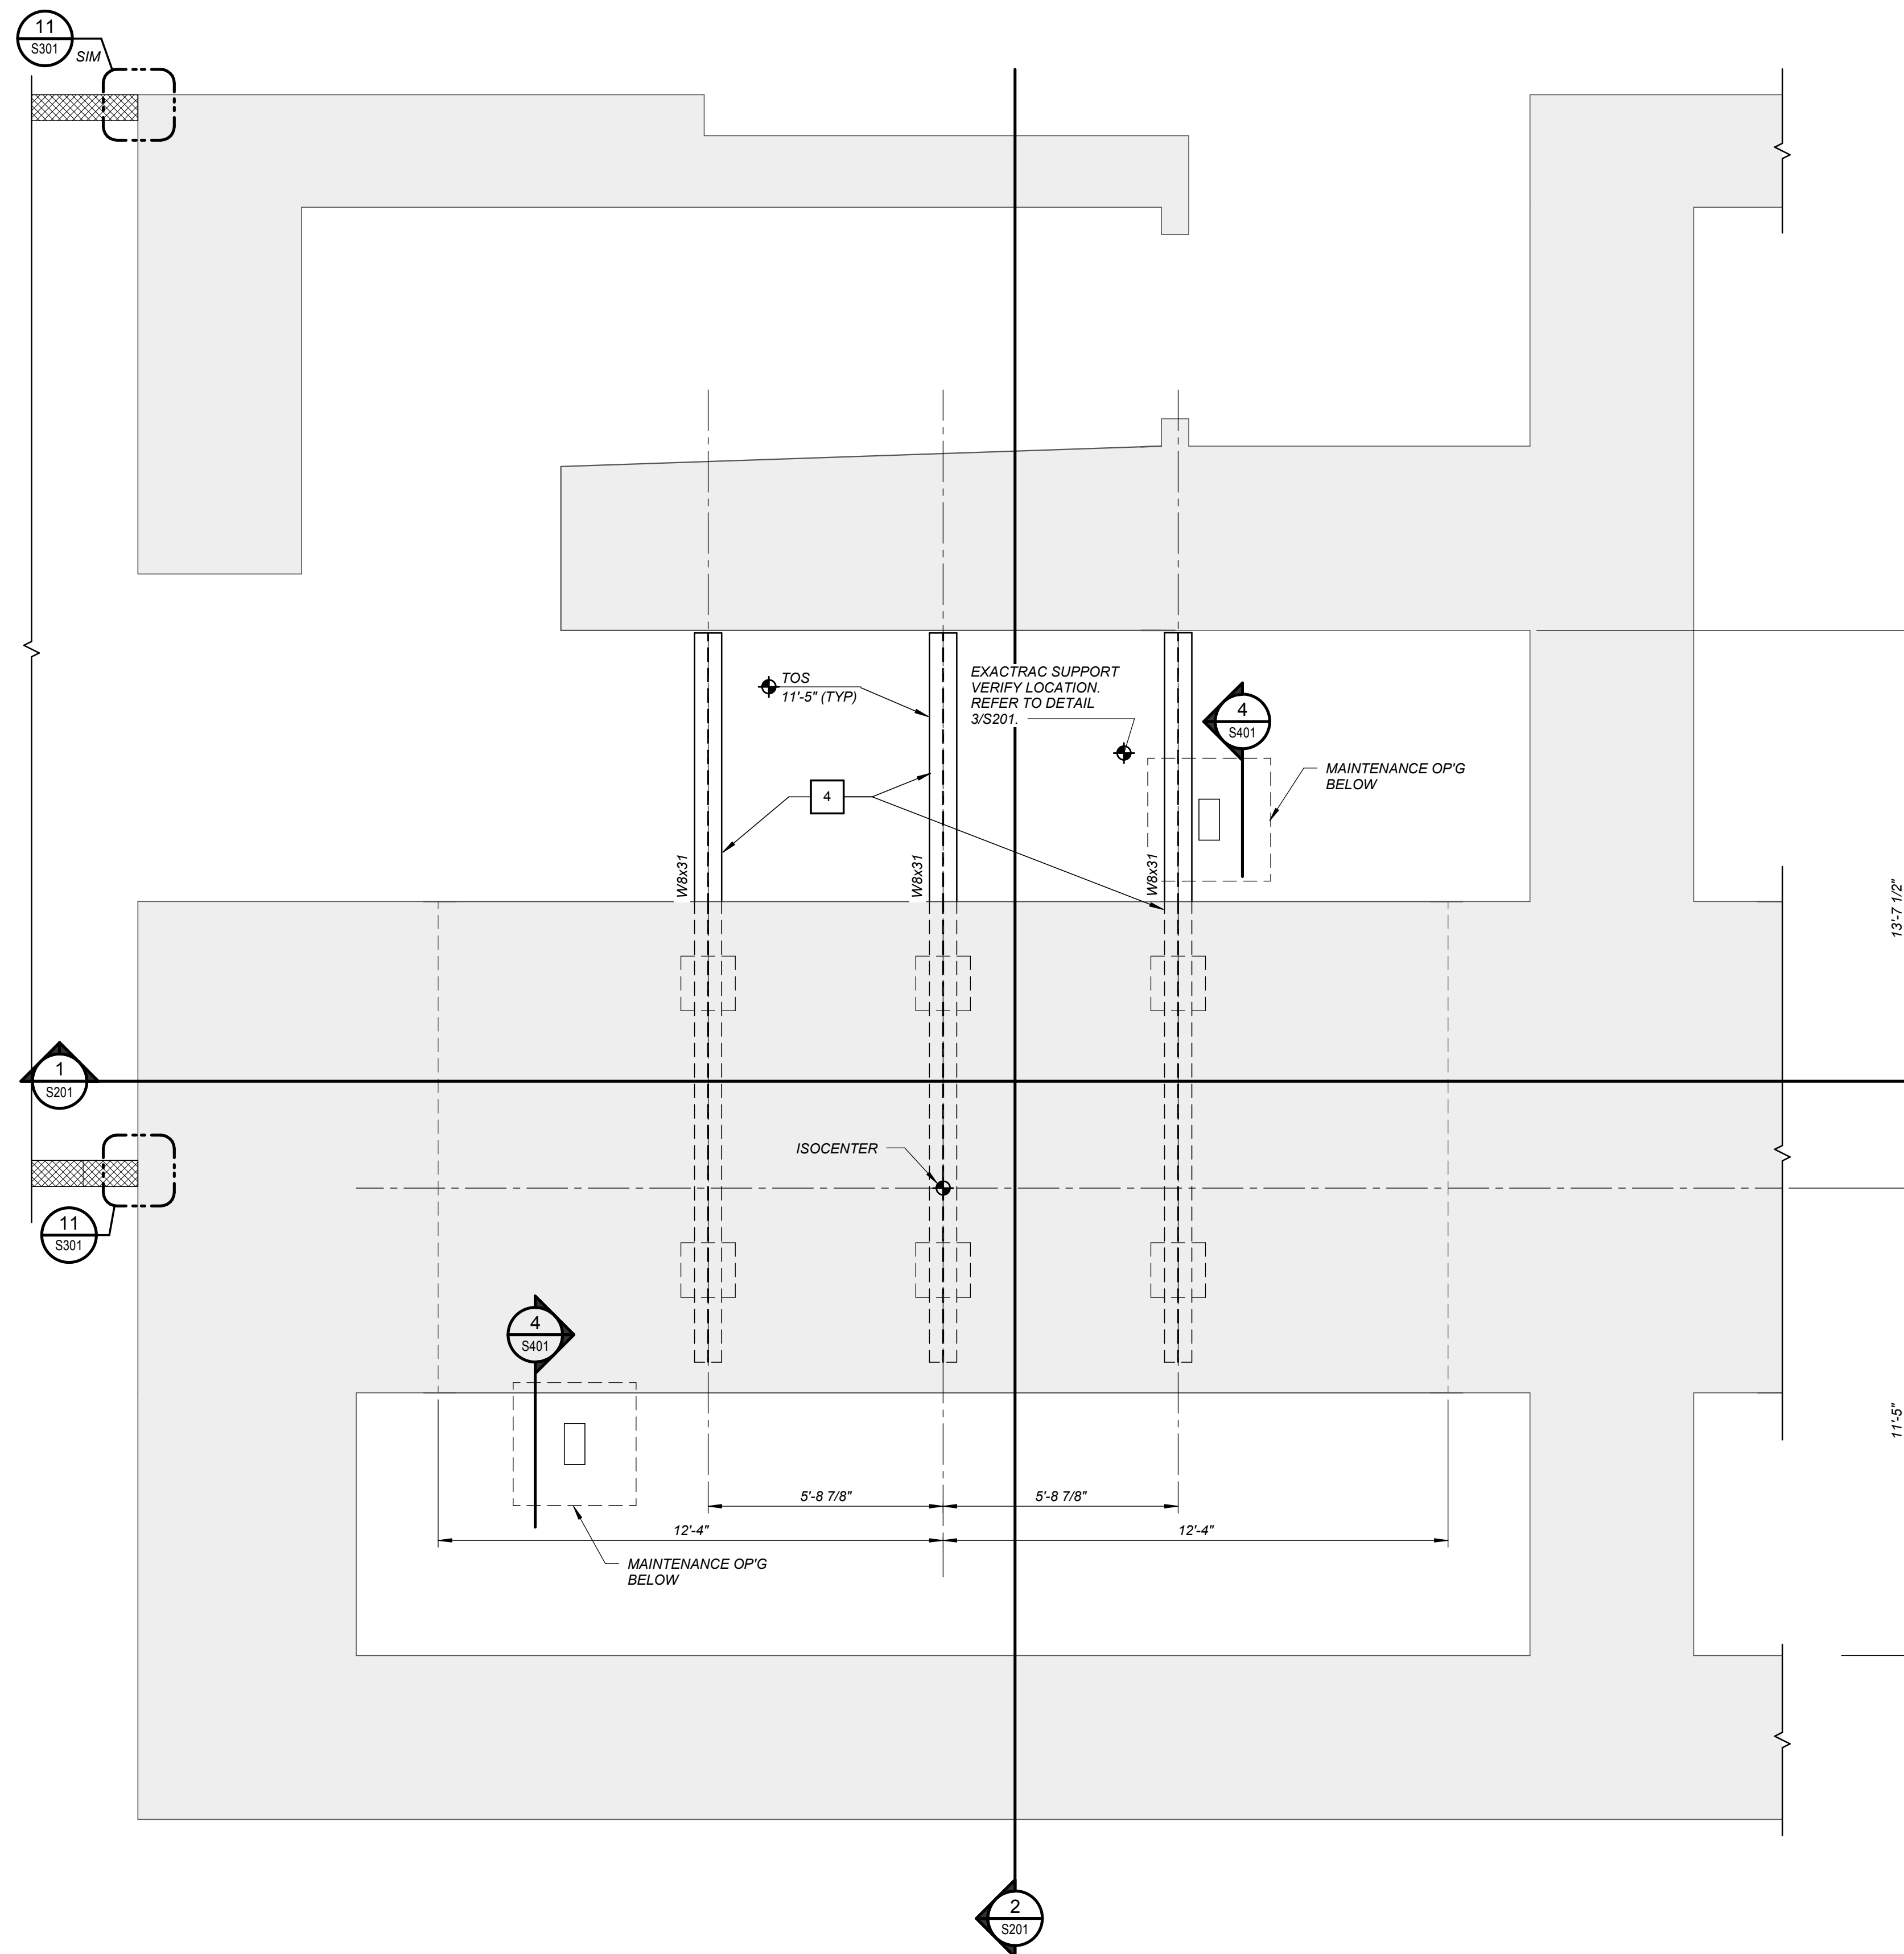 11
S301
SIM
TOS
11'-5" (TYP)
EXACTRAC SUPPORT
VERIFY LOCATION.
REFER TO DETAIL
3/S201.
4
S401
MAINTENANCE OP'G
BELOW
4
W8x31
W8x31
W8x31
13'-7 1/2"
1
S201
ISOCENTER
11
S301
4
S401
11'-5"
5'-8 7/8"
5'-8 7/8"
12'-4"
12'-4"
MAINTENANCE OP'G
BELOW
2
S201